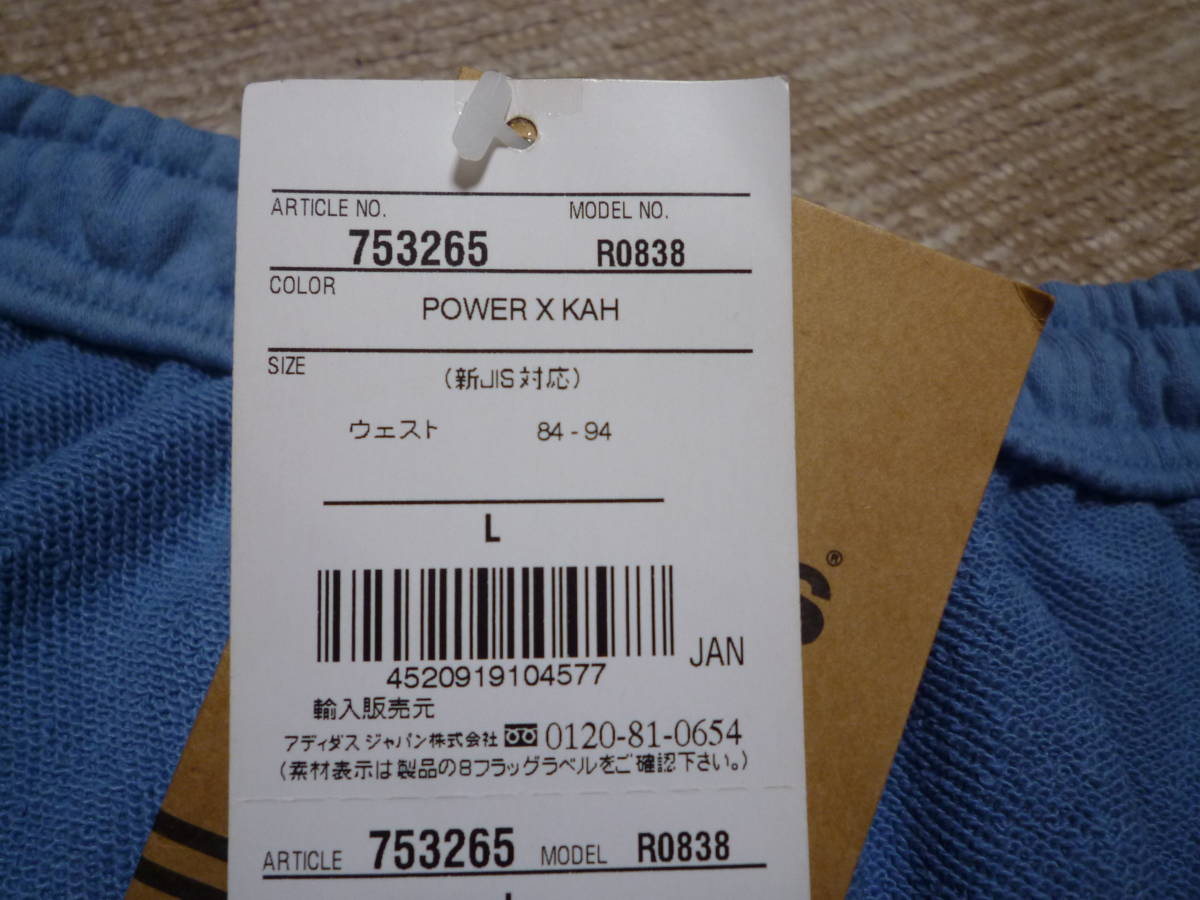 ARTICLE NO. MODEL NO.
753265 R0838
COLOR
POWER X KAH
SIZE
(新JIS対応)
ウェスト 84-94
L
JAN
4520919104577
輸入販売元
アディダス ジャパン株式会社 0120-81-0654
(素材表示は製品の8フラッグラベルをご確認下さい。)
ARTICLE 753265 MODEL R0838
S®